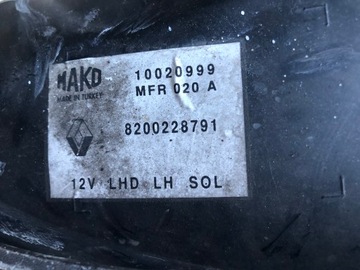 MAKO 10020999
MADE IN TURKEY MFR 020 A
8200228791
12V LHD LH SOL